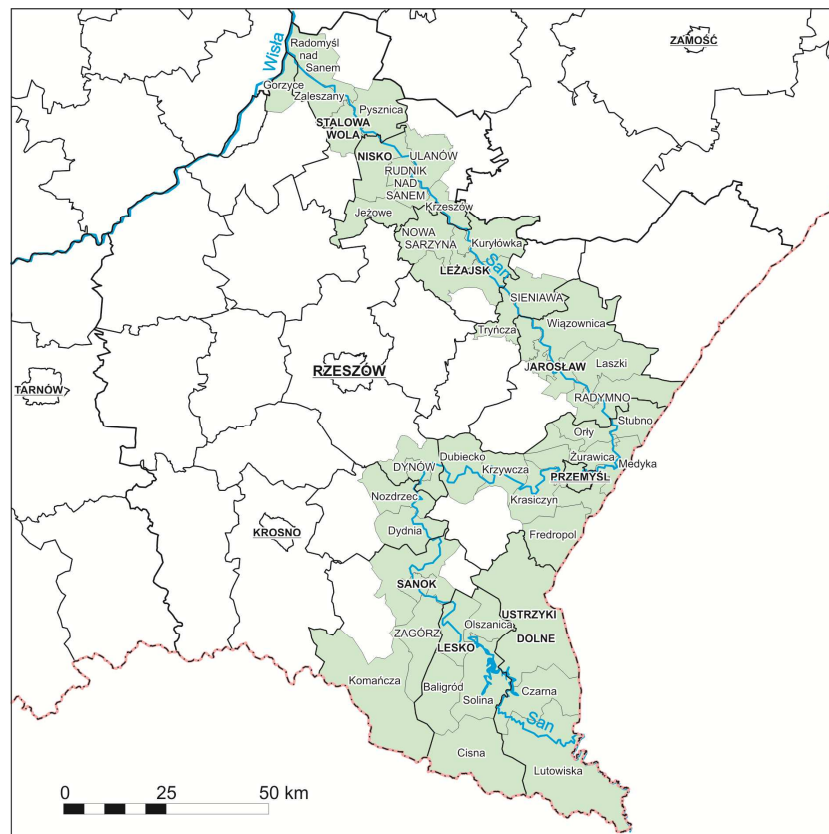 Wisła
Radomyśl
nad
Sanem
ZAMOŚĆ
Gorzyce
Zaleszany
Pysznica
STALOWA
WOLA
NISKO
ULANÓW
RUDNIK
NAD
SANEM
Krzeszów
Jeżowe
NOWA
SARZYNA
Kuryłówka
San
LEŻAJSK
SIENIAWA
Wiązownica
Tryńcza
JAROSŁAW
Laszki
RZESZÓW
TARNÓW
RADYMNO
Stubno
Orły
Dubiecko
Żurawica
DYNÓW
Krzywcza
Medyka
PRZEMYŚL
Nozdrzec
Krasiczyn
KROSNO
Dydnia
Fredropol
SANOK
USTRZYKI
DOLNE
Olszanica
ZAGÓRZ
LESKO
Komańcza
Baligród
Czarna
Solina
San
Cisna
Lutowiska
0 25 50 km